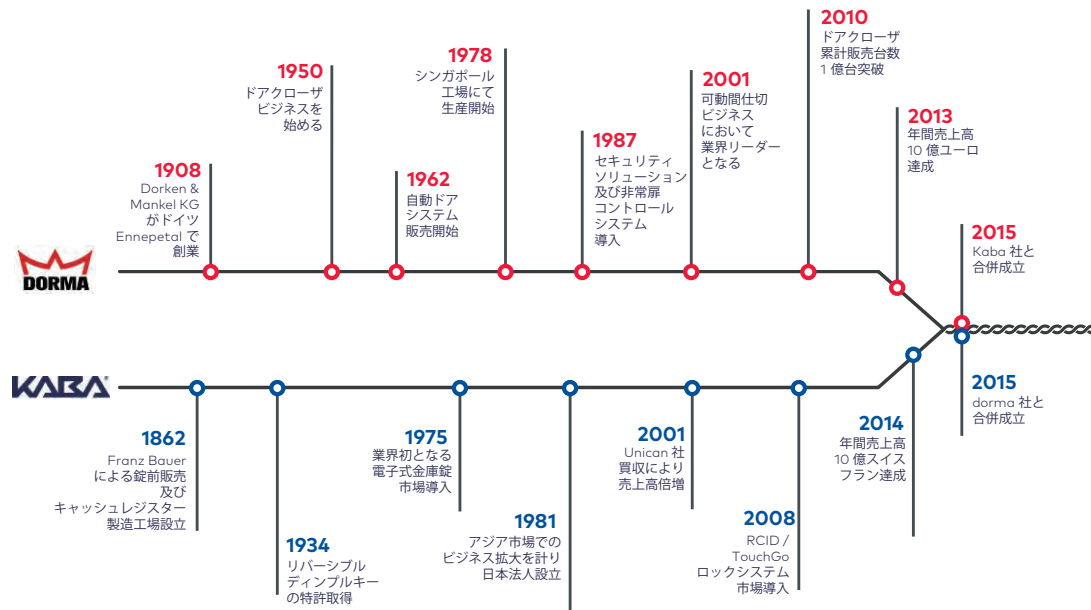 1908
Dorken &
Mankel KG
がドイツ
Ennepetal で
創業
1950
ドアクローザ
ビジネスを
始める
1962
自動ドア
システム
販売開始
1978
シンガポール
工場にて
生産開始
1987
セキュリティ
ソリューション
及び非常扉
コントロール
システム
導入
2001
可動間仕切
ビジネス
において
業界リーダー
となる
2010
ドアクローザ
累計販売台数
1 億台突破
2013
年間売上高
10 億ユーロ
達成
2015
Kaba 社と
合併成立
DORMA
KABA®
1862
Franz Bauer
による錠前販売
及び
キャッシュレジスター
製造工場設立
1934
リバーシブル
ディンプルキー
の特許取得
1975
業界初となる
電子式金庫錠
市場導入
1981
アジア市場での
ビジネス拡大を計り
日本法人設立
2001
Unican 社
買収により
売上高倍増
2008
RCID /
TouchGo
ロックシステム
市場導入
2014
年間売上高
10 億スイス
フラン達成
2015
dorma 社と
合併成立